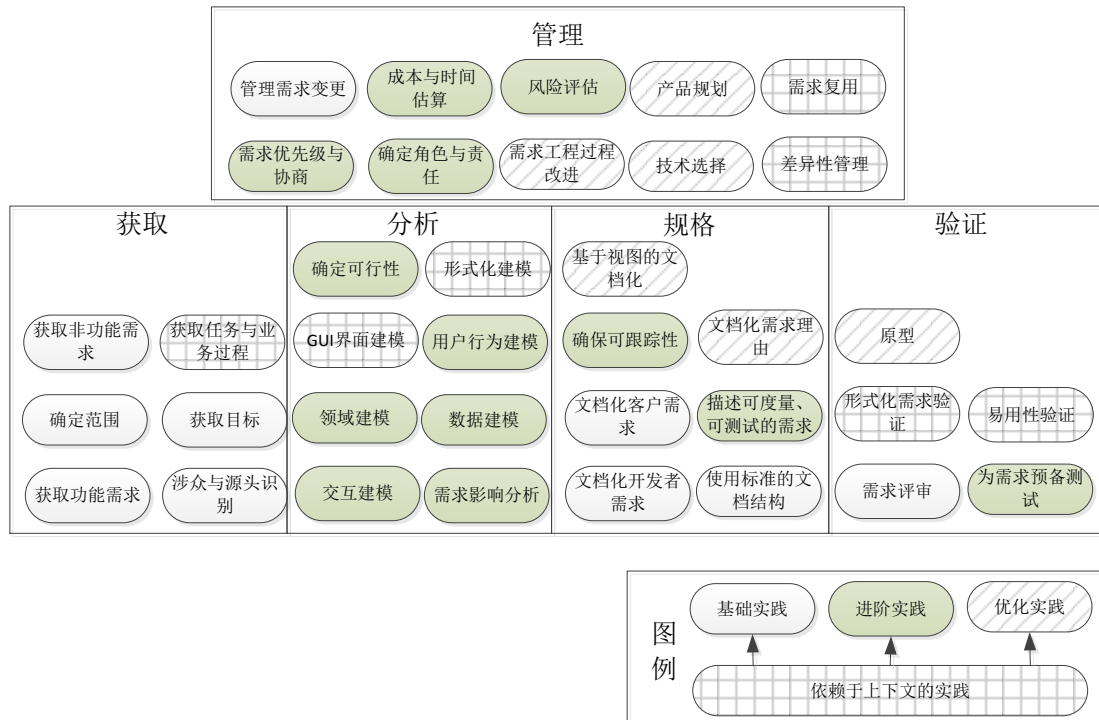 管理
管理需求变更
成本与时间
估算
风险评估
产品规划
需求复用
需求优先级与
协商
确定角色与责
任
需求工程过程
改进
技术选择
差异性管理
获取
获取非功能需
求
获取任务与业
务过程
确定范围
获取目标
获取功能需求
涉众与源头识
别
分析
确定可行性
形式化建模
GUI界面建模
用户行为建模
领域建模
数据建模
交互建模
需求影响分析
规格
基于视图的文
档化
确保可跟踪性
文档化需求理
由
文档化客户需
求
描述可度量、
可测试的需求
文档化开发者
需求
使用标准的文
档结构
验证
原型
形式化需求验
证
易用性验证
需求评审
为需求预备测
试
图
例
基础实践
进阶实践
优化实践
依赖于上下文的实践